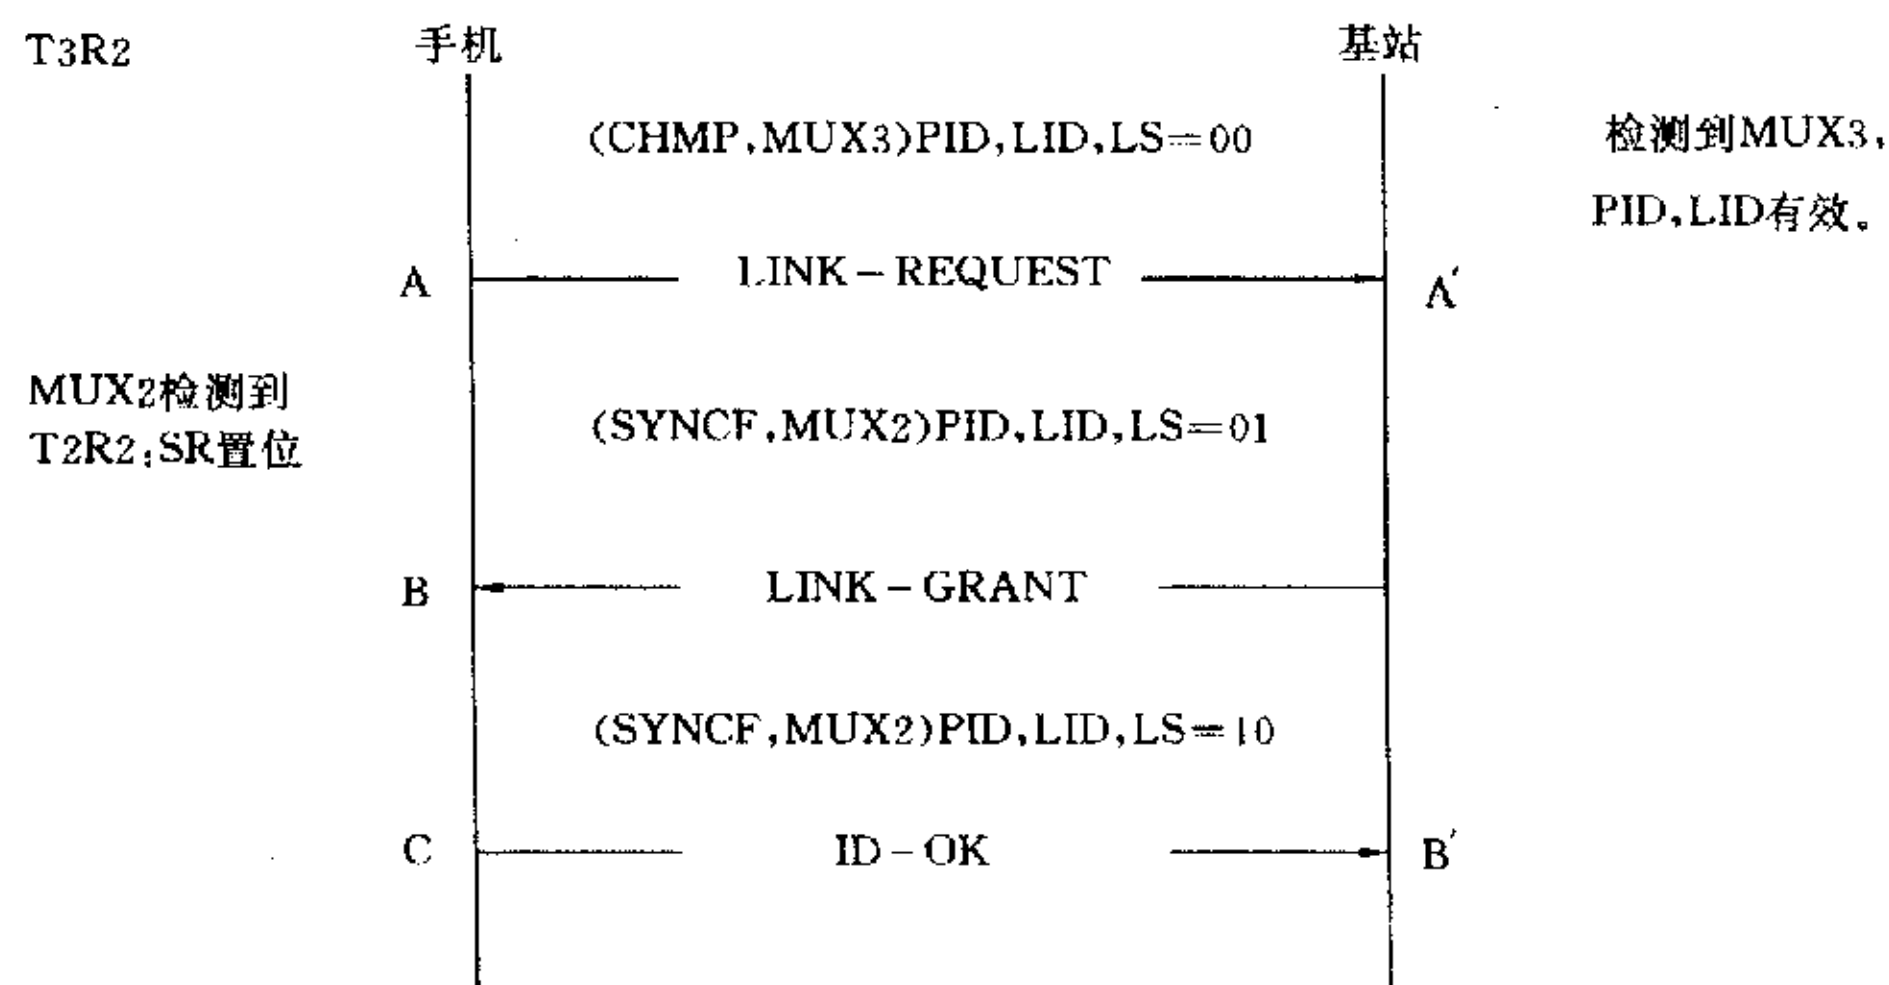 T3R2
手机
基站
(CHMP,MUX3)PID,LID,LS=00
检测到MUX3,
PID,LID有效。
A
LINK-REQUEST
A′
MUX2检测到
T2R2;SR置位
(SYNCF,MUX2)PID,LID,LS=01
B
LINK-GRANT
(SYNCF,MUX2)PID,LID,LS=10
C
ID-OK
B′